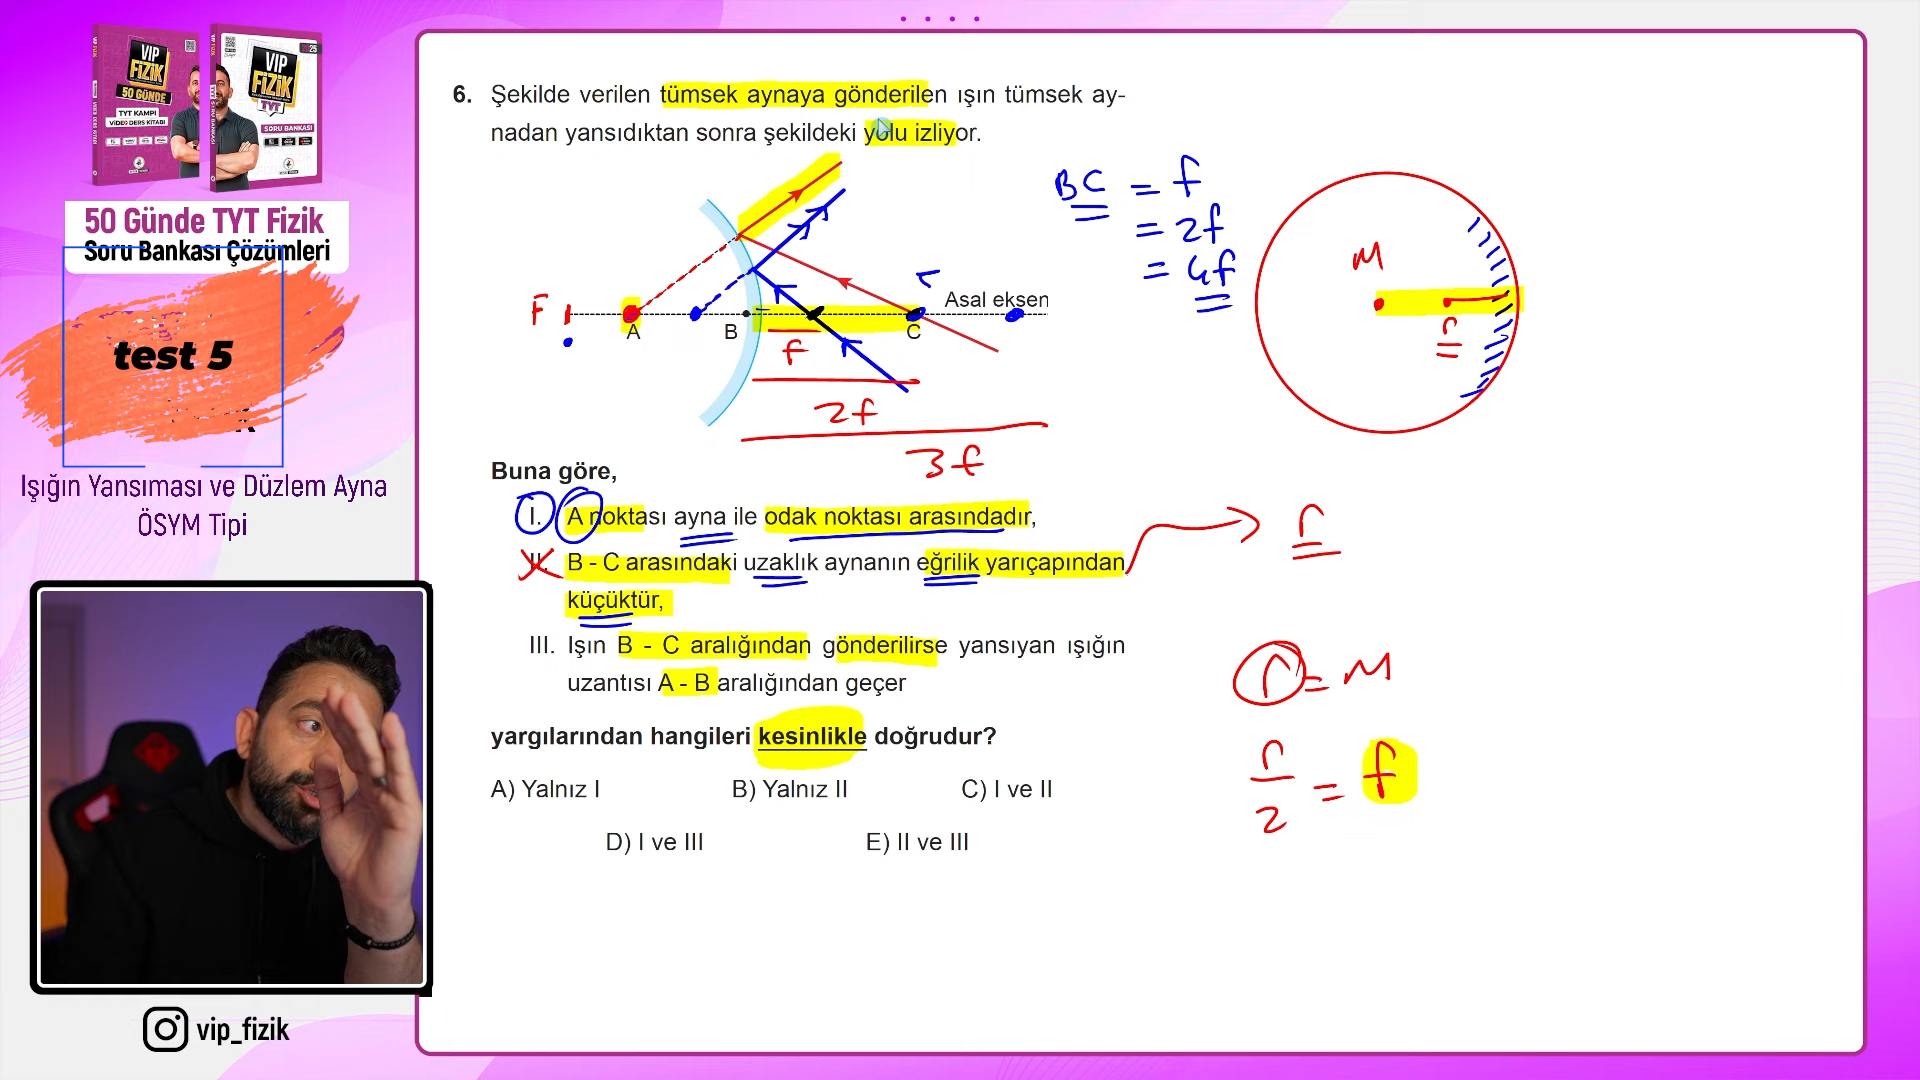 VIP
FİZİK
50 GÜNDE
TYT KAMPI
VİDEO DERS KİTABI
2025
VIP
FİZİK
TYT
SORU BANKASI
50 Günde TYT Fizik
Soru Bankası Çözümleri
test 5
Işığın Yansıması ve Düzlem Ayna
ÖSYM Tipi
vip_fizik
6. Şekilde verilen tümsek aynaya gönderilen ışın tümsek ay-
nadan yansıdıktan sonra şekildeki yolu izliyor.
F
A
B
C
Asal eksen
f
2f
3f
BC = f
= 2f
= 4f
M
r
Buna göre,
I. A noktası ayna ile odak noktası arasındadır,
II. B - C arasındaki uzaklık aynanın eğrilik yarıçapından
küçüktür,
III. Işın B - C aralığından gönderilirse yansıyan ışığın
uzantısı A - B aralığından geçer
yargılarından hangileri kesinlikle doğrudur?
A) Yalnız I B) Yalnız II C) I ve II
D) I ve III E) II ve III
r
r = M
r/2 = f